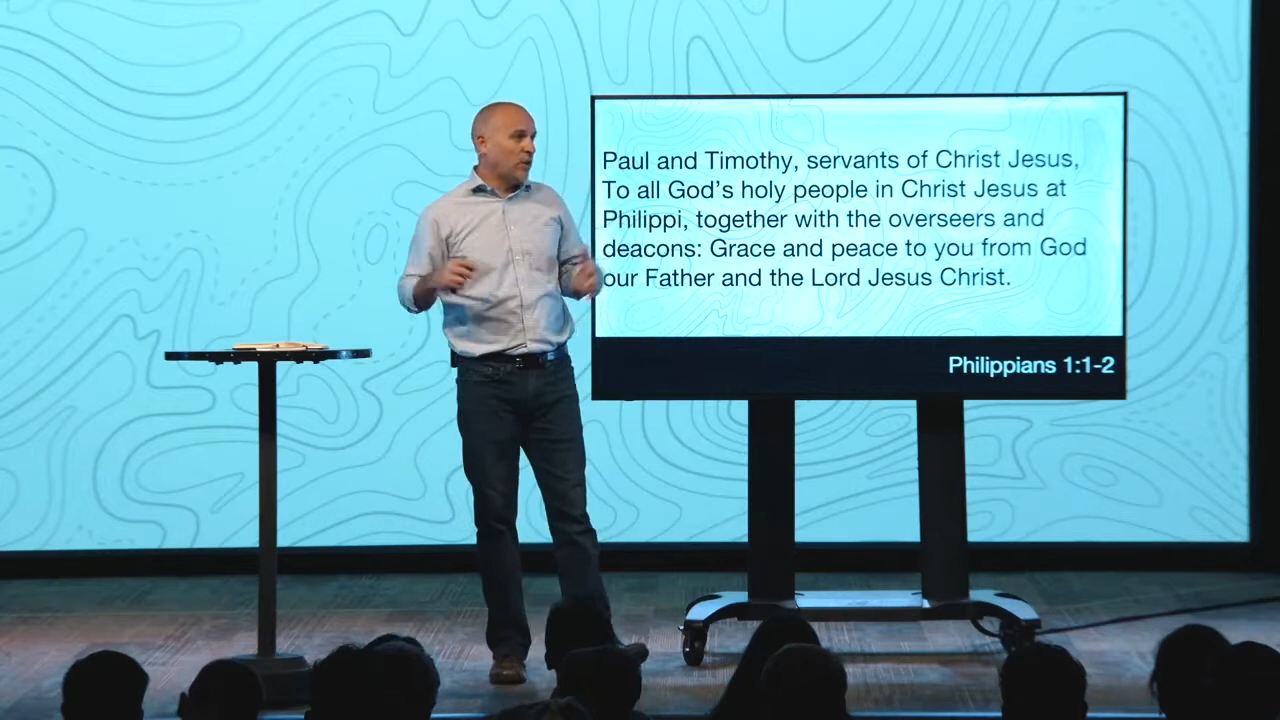 Paul and Timothy, servants of Christ Jesus,
To all God’s holy people in Christ Jesus at
Philippi, together with the overseers and
deacons: Grace and peace to you from God
our Father and the Lord Jesus Christ.
Philippians 1:1-2